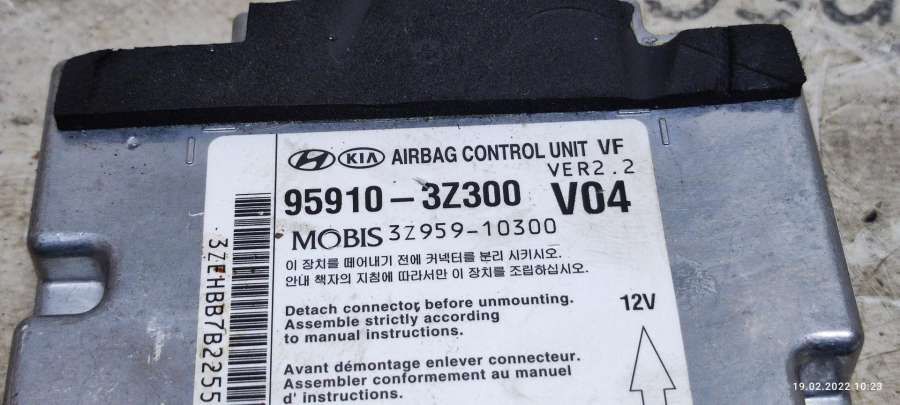 KIA AIRBAG CONTROL UNIT VF
VER2.2
95910-3Z300 V04
MOBIS 3Z959-10300
이 장치를 떼어내기 전에 커넥터를 분리 시키시오.
안내 책자의 지침에 따라서만 이 장치를 조립하십시오.
Detach connector before unmounting.
Assemble strictly according
to manual instructions.
12V
Avant démontage enlever connecteur.
Assembler conformement au manuel
d' instructions.
19.02.2022 10:23